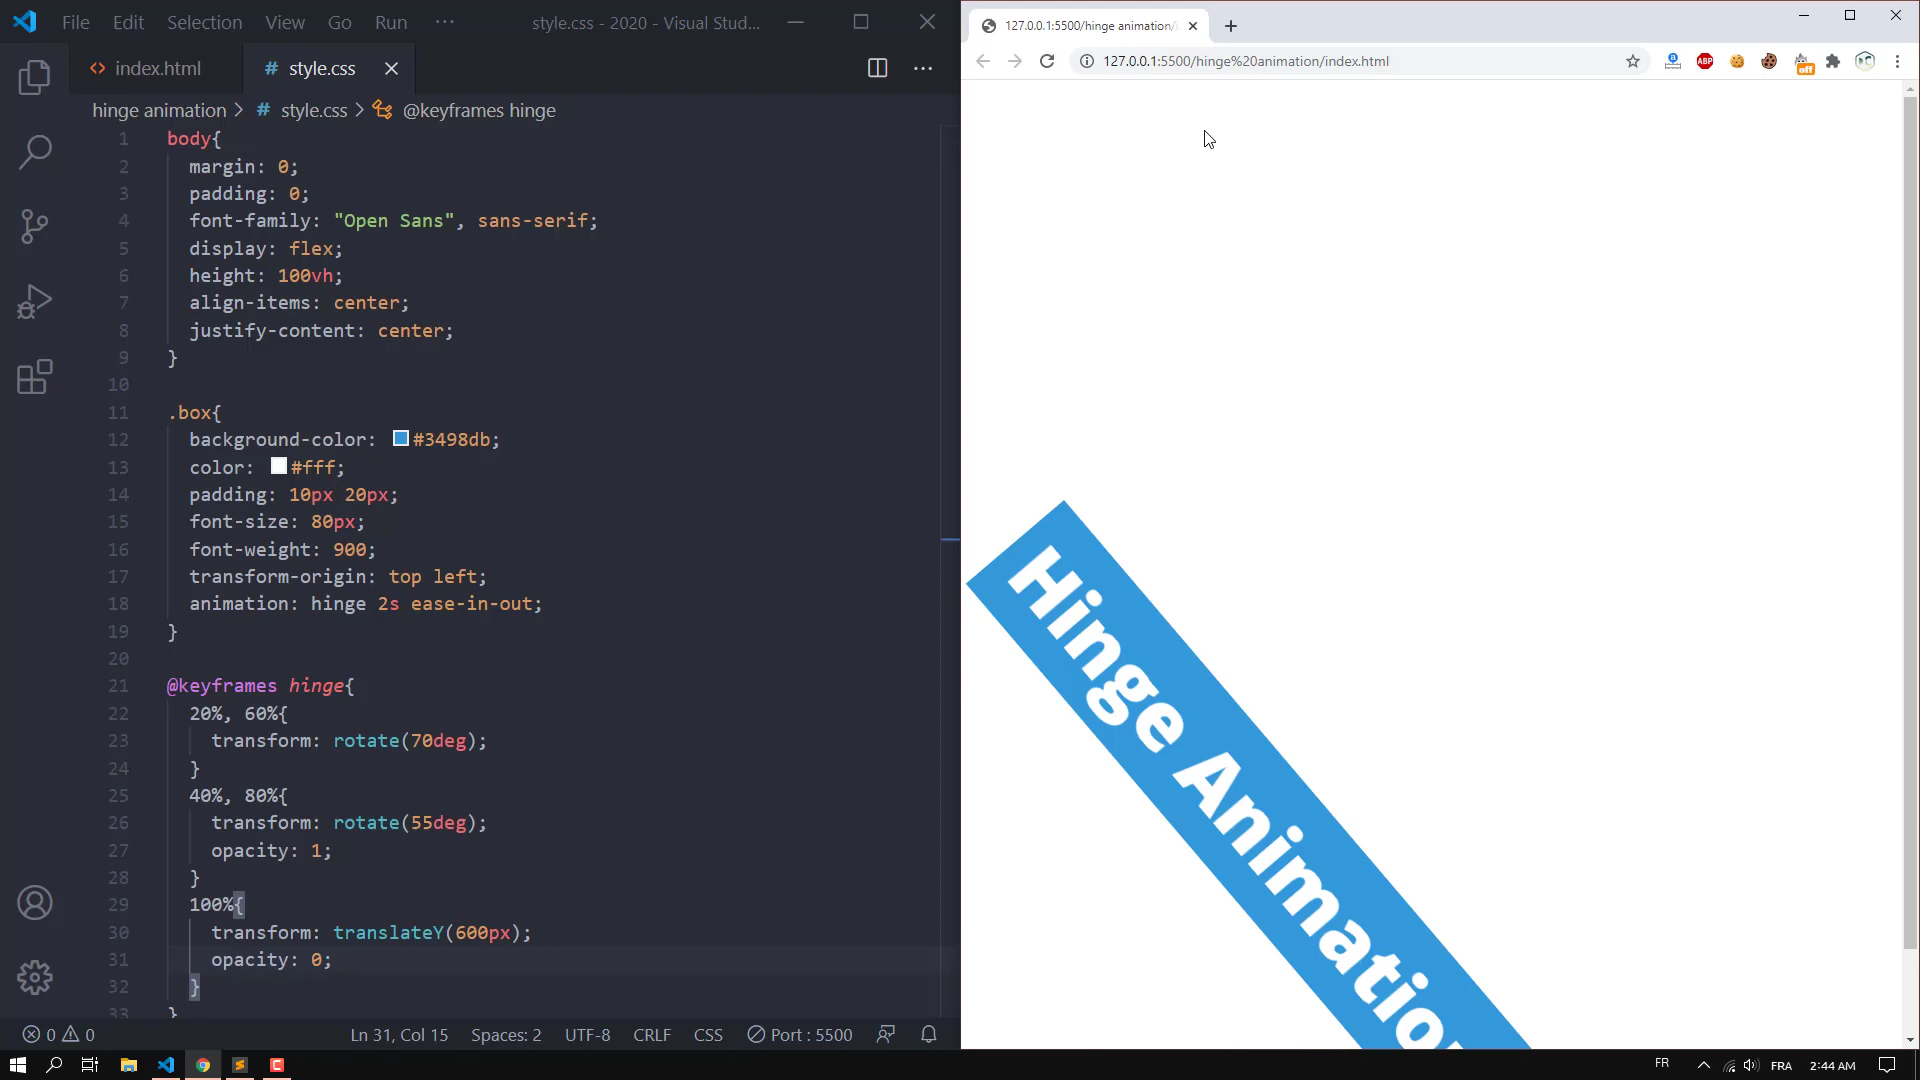 File Edit Selection View Go Run ··· style.css - 2020 - Visual Stud...
index.html # style.css
hinge animation > # style.css > @keyframes hinge
1 body{
2 margin: 0;
3 padding: 0;
4 font-family: "Open Sans", sans-serif;
5 display: flex;
6 height: 100vh;
7 align-items: center;
8 justify-content: center;
9 }
10
11 .box{
12 background-color: #3498db;
13 color: #fff;
14 padding: 10px 20px;
15 font-size: 80px;
16 font-weight: 900;
17 transform-origin: top left;
18 animation: hinge 2s ease-in-out;
19 }
20
21 @keyframes hinge{
22 20%, 60%{
23 transform: rotate(70deg);
24 }
25 40%, 80%{
26 transform: rotate(55deg);
27 opacity: 1;
28 }
29 100%{
30 transform: translateY(600px);
31 opacity: 0;
32 }
33 }
0 0 Ln 31, Col 15 Spaces: 2 UTF-8 CRLF CSS Port : 5500
127.0.0.1:5500/hinge animation/
127.0.0.1:5500/hinge%20animation/index.html
ABP
off
Hinge Animation
FR FRA 2:44 AM